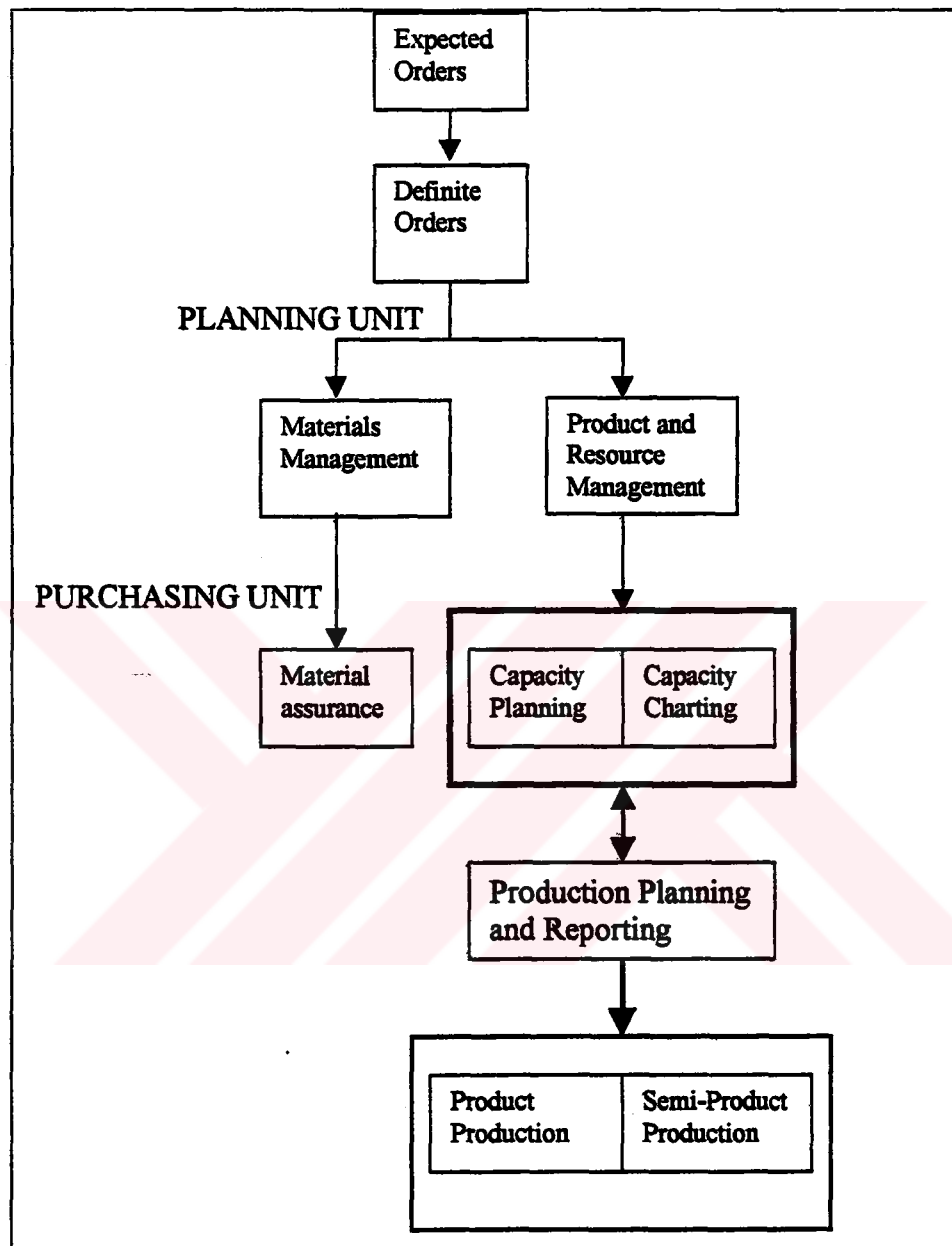 Expected
Orders
Definite
Orders
PLANNING UNIT
Materials
Management
Product and
Resource
Management
PURCHASING UNIT
Material
assurance
Capacity
Planning
Capacity
Charting
Production Planning
and Reporting
Product
Production
Semi-Product
Production